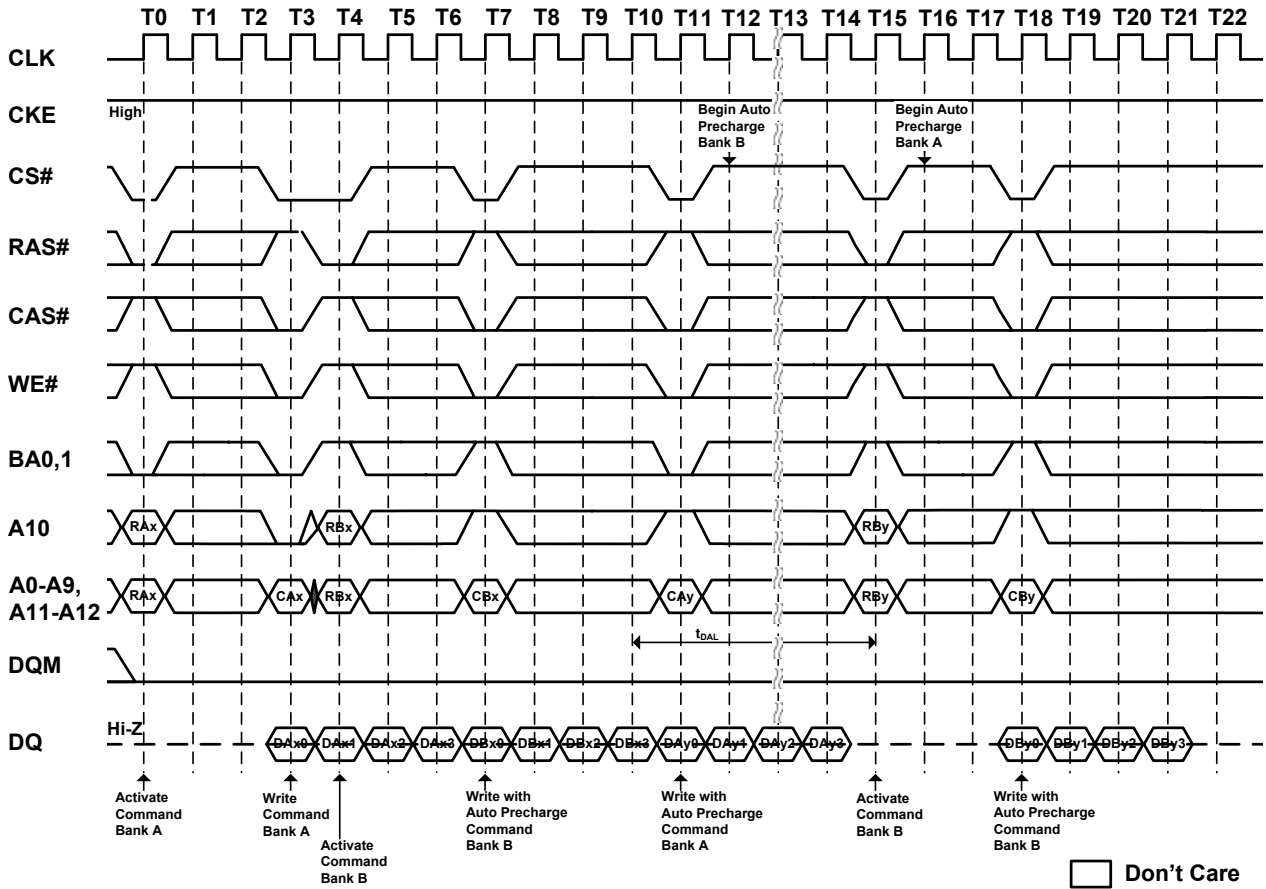 T0 T1 T2 T3 T4 T5 T6 T7 T8 T9 T10 T11 T12 T13 T14 T15 T16 T17 T18 T19 T20 T21 T22
CLK
CKE
High
Begin Auto
Precharge
Bank B
Begin Auto
Precharge
Bank A
CS#
RAS#
CAS#
WE#
BA0,1
A10
RAx RBx RBy
A0-A9,
A11-A12
RAx CAx RBx CBx CAy RBy CBy
tDAL
DQM
DQ
Hi-Z
DAx0 DAx1 DAx2 DAx3 DBx0 DBx1 DBx2 DBx3 DAy0 DAy1 DAy2 DAy3 DBy0 DBy1 DBy2 DBy3
Activate
Command
Bank A
Write
Command
Bank A
Activate
Command
Bank B
Write with
Auto Precharge
Command
Bank B
Write with
Auto Precharge
Command
Bank A
Activate
Command
Bank B
Write with
Auto Precharge
Command
Bank B
Don't Care